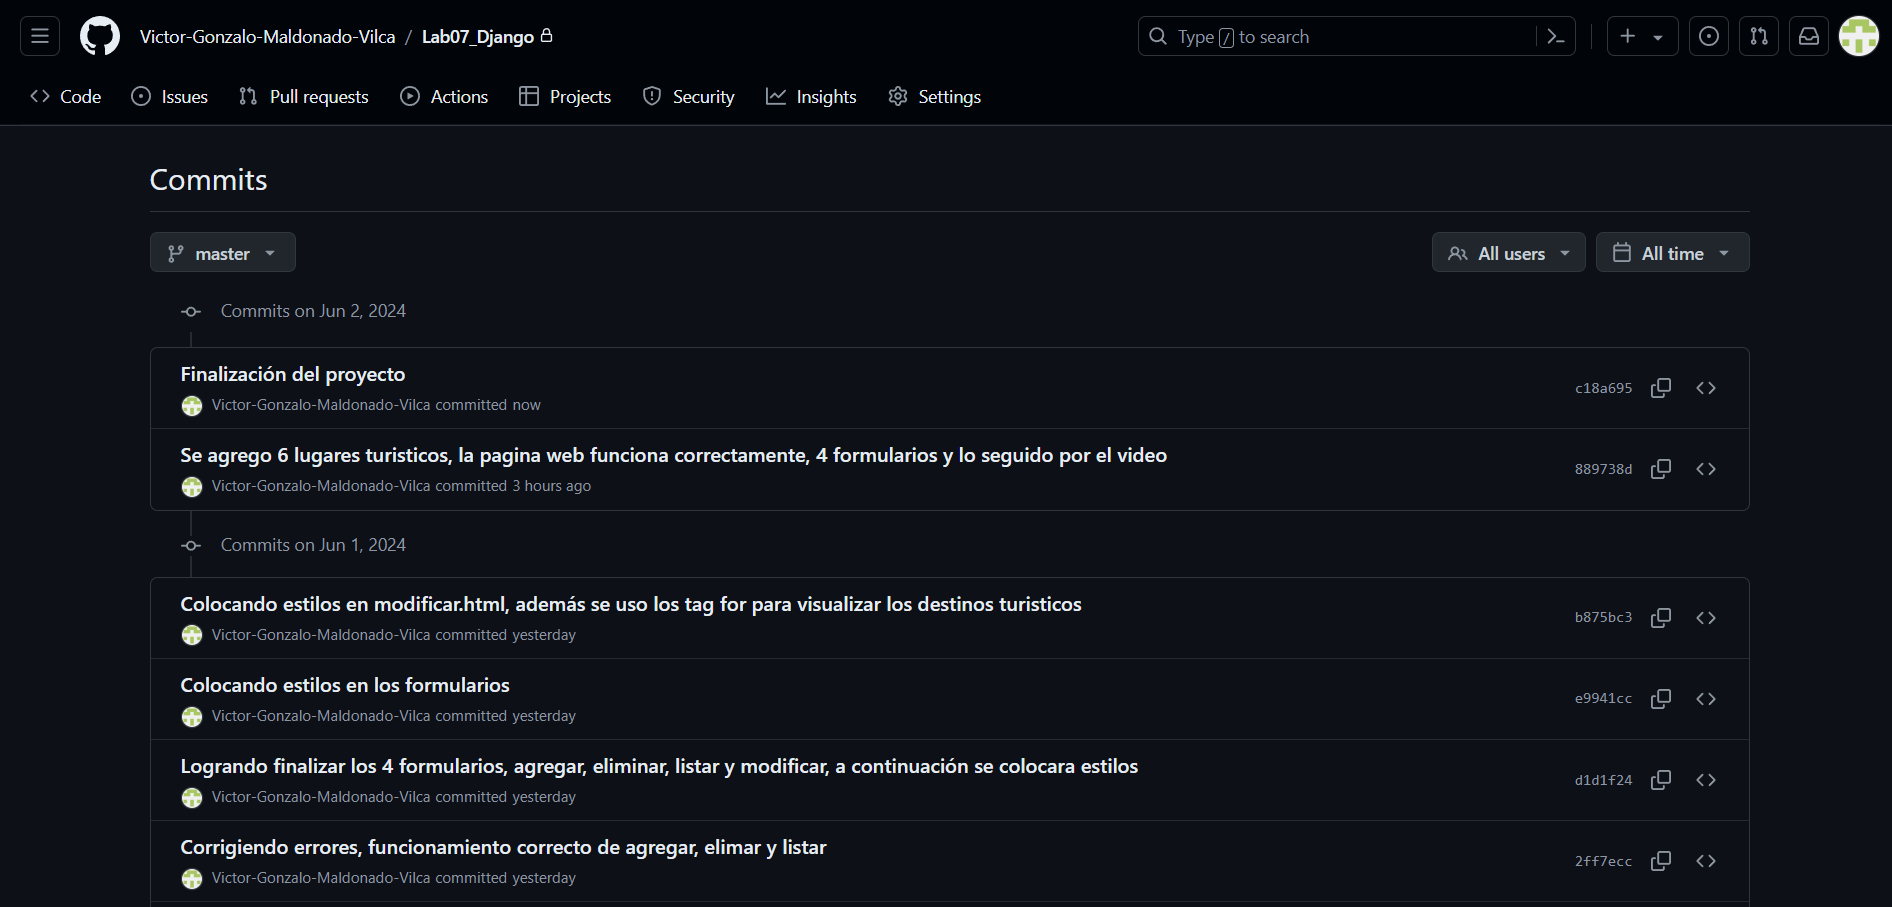 Victor-Gonzalo-Maldonado-Vilca / Lab07_Django
Type / to search
Code
Issues
Pull requests
Actions
Projects
Security
Insights
Settings
Commits
master
All users
All time
Commits on Jun 2, 2024
Finalización del proyecto
c18a695
Victor-Gonzalo-Maldonado-Vilca committed now
Se agrego 6 lugares turisticos, la pagina web funciona correctamente, 4 formularios y lo seguido por el video
889738d
Victor-Gonzalo-Maldonado-Vilca committed 3 hours ago
Commits on Jun 1, 2024
Colocando estilos en modificar.html, además se uso los tag for para visualizar los destinos turisticos
b875bc3
Victor-Gonzalo-Maldonado-Vilca committed yesterday
Colocando estilos en los formularios
e9941cc
Victor-Gonzalo-Maldonado-Vilca committed yesterday
Logrando finalizar los 4 formularios, agregar, eliminar, listar y modificar, a continuación se colocara estilos
d1d1f24
Victor-Gonzalo-Maldonado-Vilca committed yesterday
Corrigiendo errores, funcionamiento correcto de agregar, elimar y listar
2ff7ecc
Victor-Gonzalo-Maldonado-Vilca committed yesterday